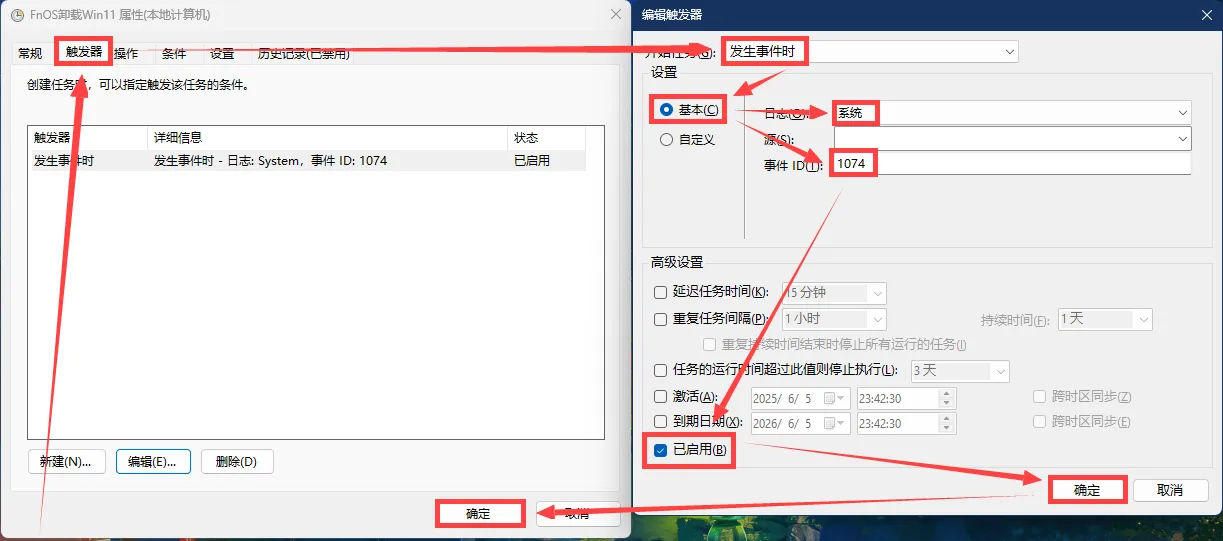 FnOS卸载Win11 属性(本地计算机)
常规 触发器 操作 条件 设置 历史记录(已禁用)
创建任务时，可以指定触发该任务的条件。
触发器 详细信息 状态
发生事件时 发生事件时 - 日志: System，事件 ID: 1074 已启用
新建(N)... 编辑(E)... 删除(D)
确定 取消
编辑触发器
开始任务(G): 发生事件时
设置
基本(C)
自定义
日志(O): 系统
源(S):
事件 ID(T): 1074
高级设置
延迟任务时间(K): 15 分钟
重复任务间隔(P): 1 小时 持续时间(F): 1 天
重复持续时间结束时停止所有运行的任务(I)
任务的运行时间超过此值则停止执行(L): 3 天
激活(A): 2025/ 6/ 5 23:42:30 跨时区同步(Z)
到期日期(X): 2026/ 6/ 5 23:42:30 跨时区同步(E)
已启用(B)
确定 取消